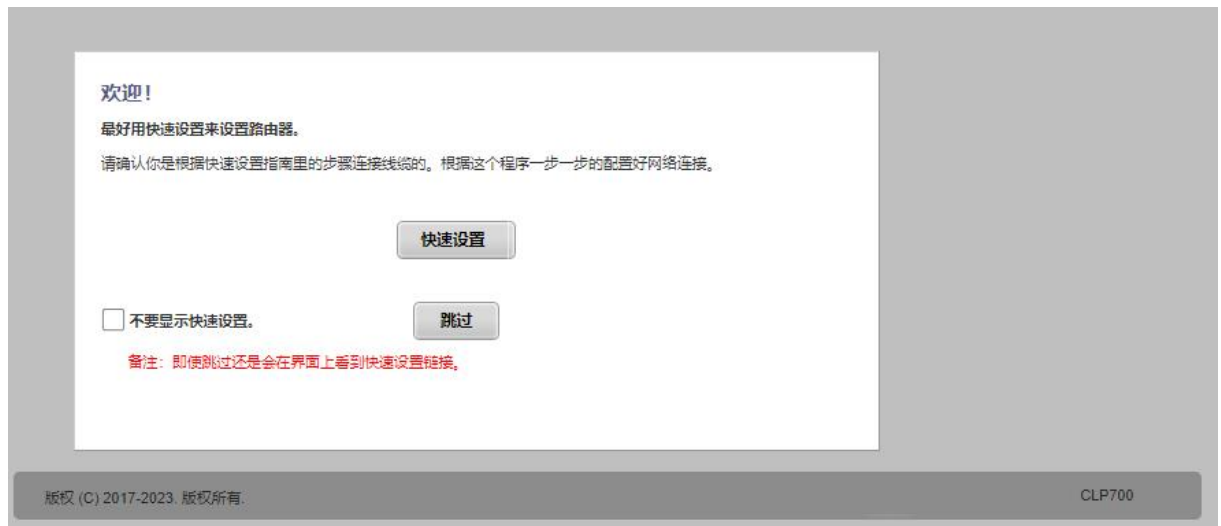 欢迎!
最好用快速设置来设置路由器。
请确认你是根据快速设置指南里的步骤连接线缆的。根据这个程序一步一步的配置好网络连接。
快速设置
不要显示快速设置。
跳过
备注：即使跳过还是会在界面上看到快速设置链接。
版权 (C) 2017-2023. 版权所有.
CLP700